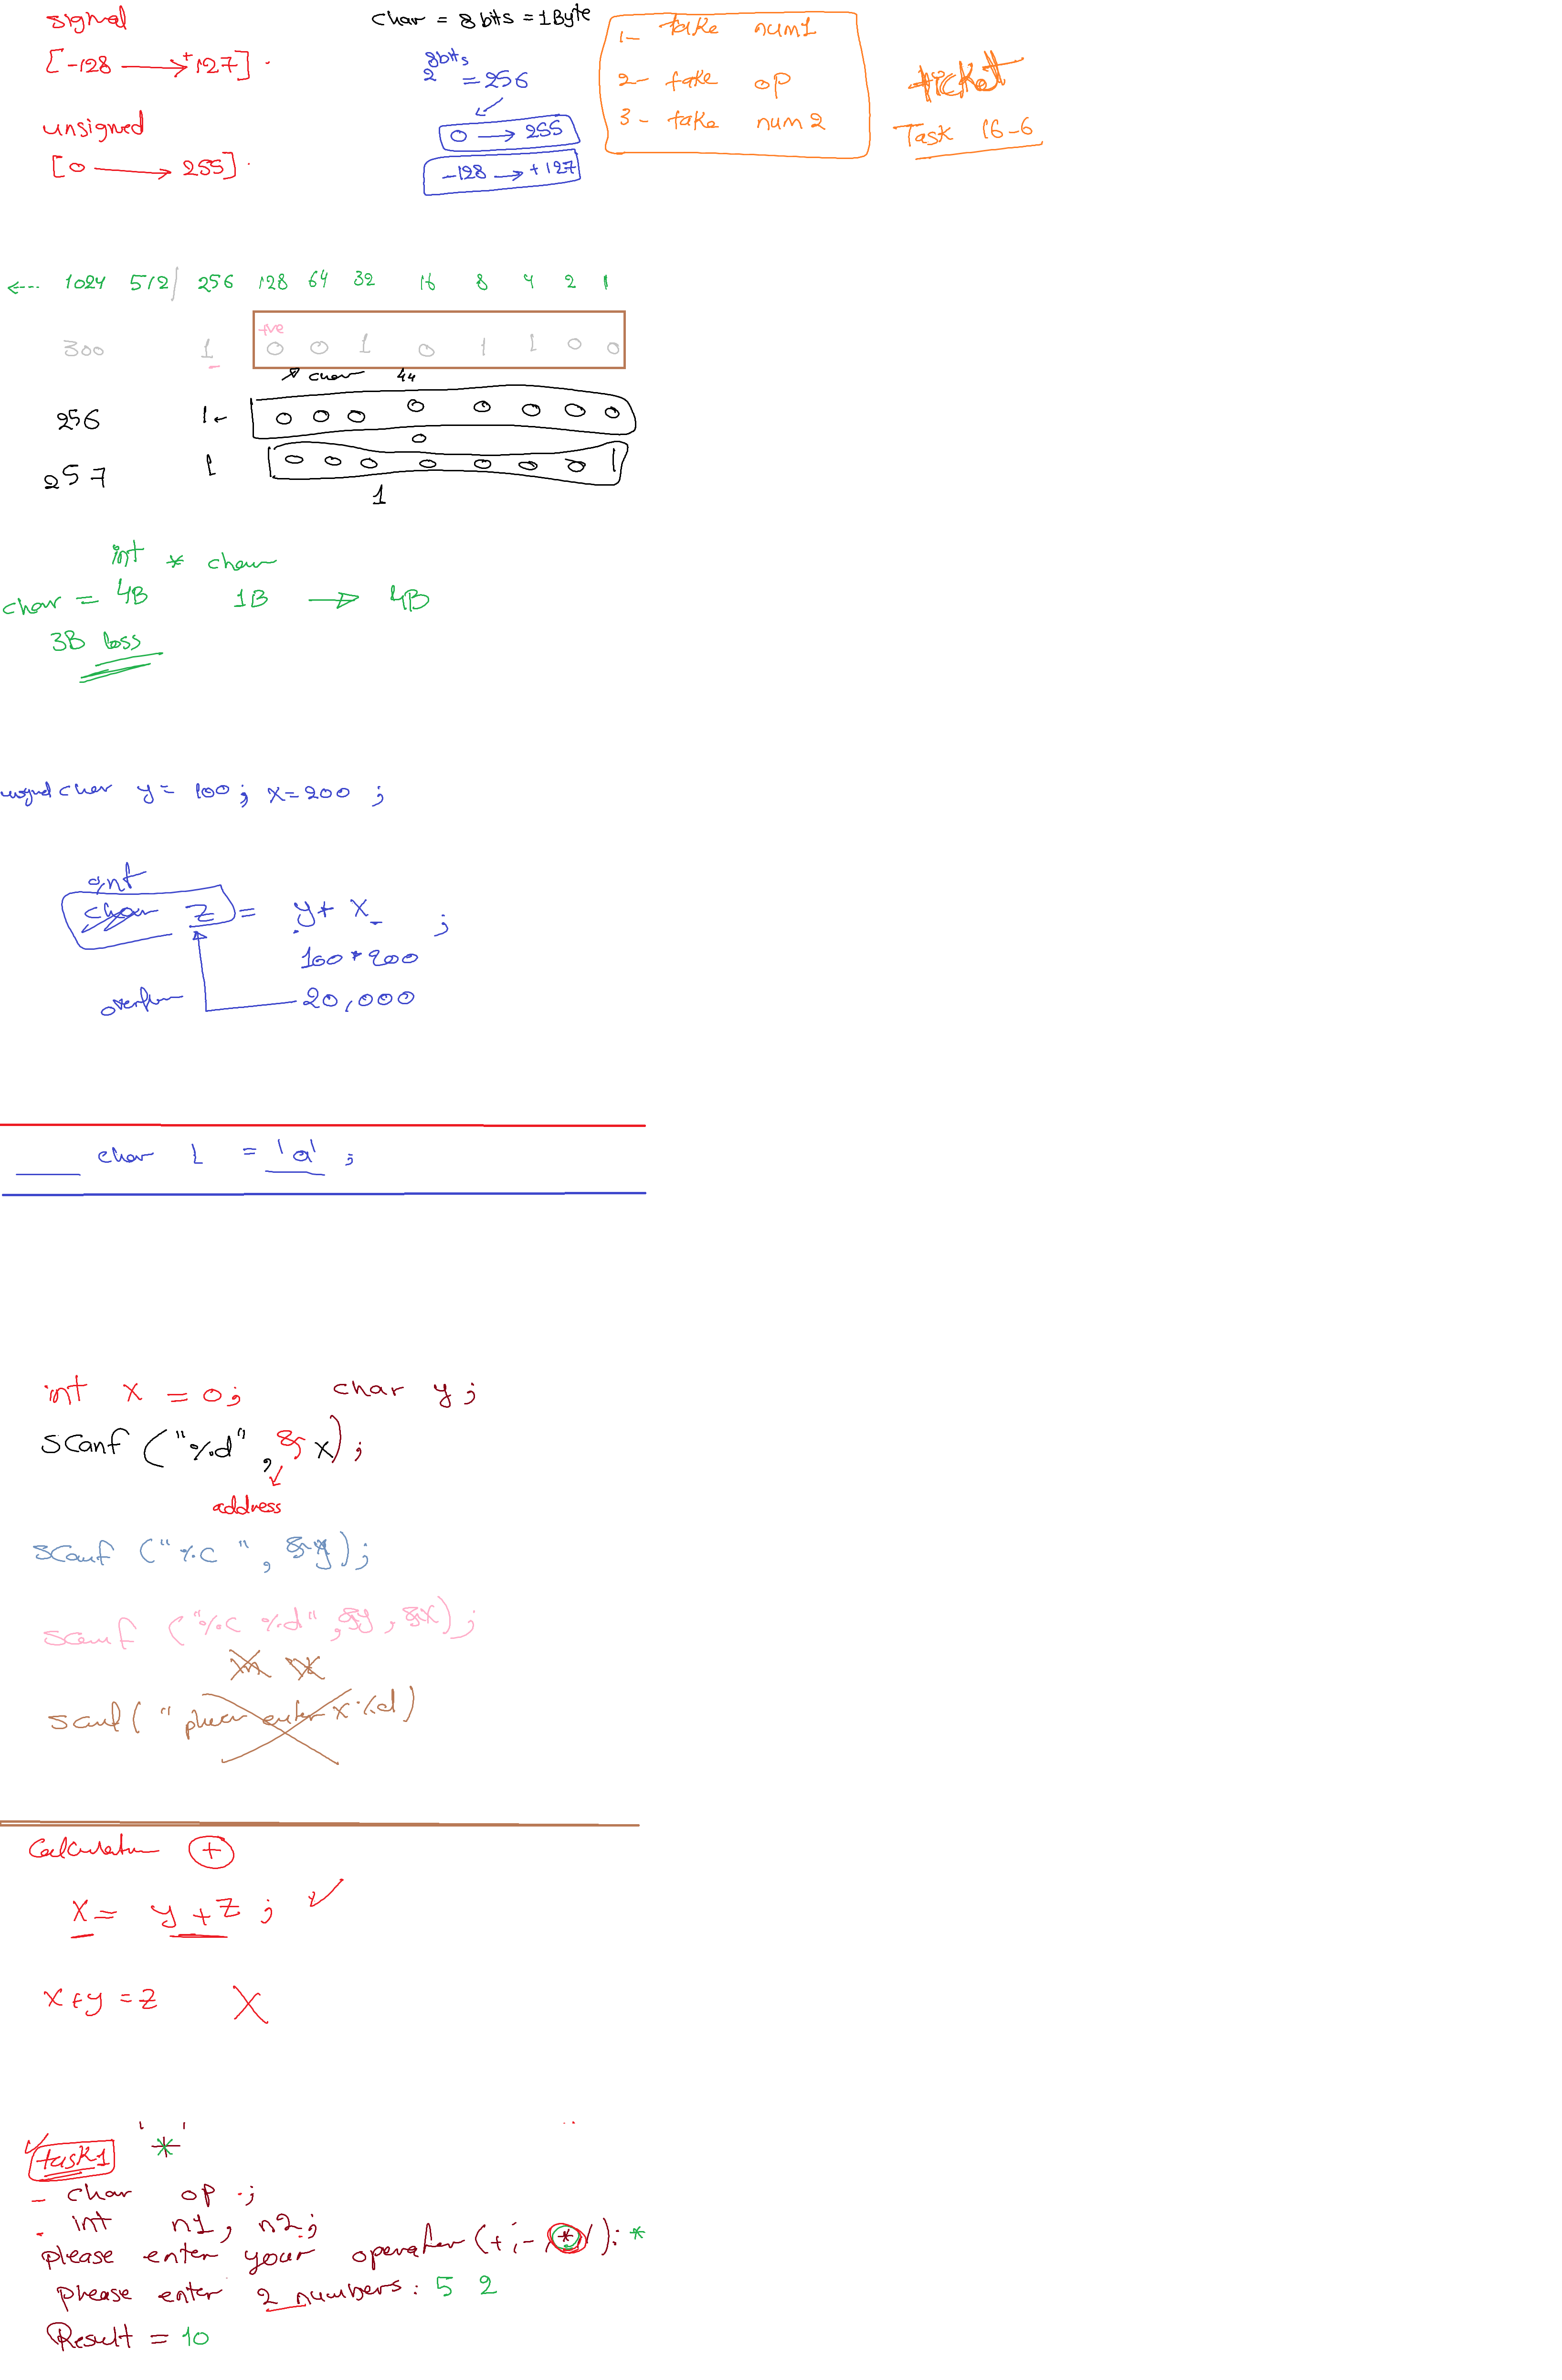 signed
[-128 → +127].
unsigned
[0 → 255].
char = 8 bits = 1Byte
8bits
2 = 256
0 → 255
-128 → +127
1- take num1
2- take op
3- take num2
ticket
Task 16-6
<--- 1024 512 256 128 64 32 16 8 4 2 1
+ve
300 1 0 0 1 0 1 1 0 0
char 44
256 1← 0 0 0 0 0 0 0 0
0
257 1 0 0 0 0 0 0 0 1
1
int * char
char = 4B 1B → 4B
3B loss
unsigned char y = 100; x=200 ;
int
char z = y+ x ;
100*200
overflow 20,000
char L = 'a' ;
int x = 0; char y ;
scanf ("%d" , & x) ;
address
scanf ("%c ", &y) ;
scanf ("%c %d" , &y , &x) ;
scanf ( " please enter x %d )
Calculator +
x = y + z ; ✓
x+y = z X
task1 '*'
- char op ;
- int n1 , n2 ;
please enter your operator (+,-,*/): *
please enter 2 numbers : 5 2
Result = 10